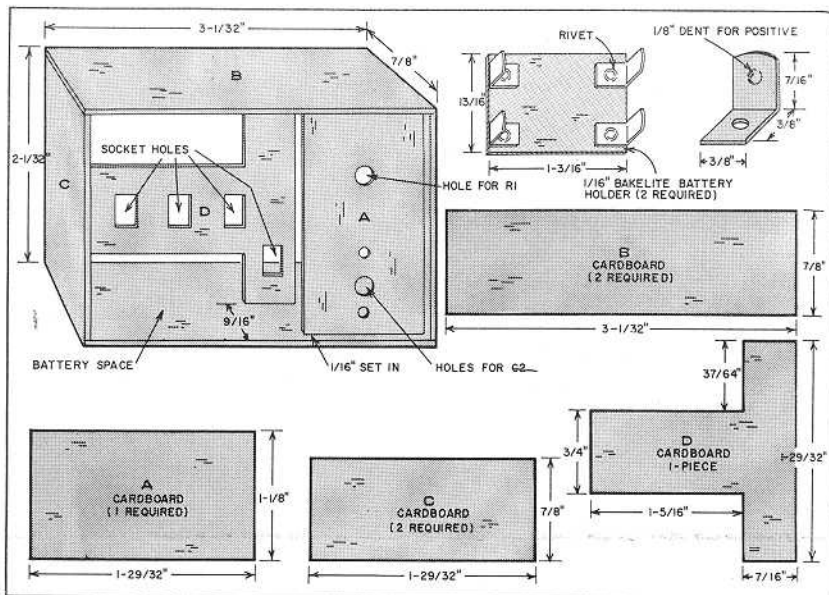 3-1/32"
7/8"
B
2-1/32"
C
SOCKET HOLES
D
A
HOLE FOR R1
9/16"
BATTERY SPACE
1/16" SET IN
HOLES FOR C2
RIVET
13/16"
1-3/16"
1/16" BAKELITE BATTERY
HOLDER (2 REQUIRED)
1/8" DENT FOR POSITIVE
7/16"
3/8"
3/8"
B
CARDBOARD
(2 REQUIRED)
7/8"
3-1/32"
A
CARDBOARD
(1 REQUIRED)
1-1/8"
1-29/32"
C
CARDBOARD
(2 REQUIRED)
7/8"
1-29/32"
37/64"
3/4"
D
CARDBOARD
1-PIECE
1-29/32"
1-5/16"
7/16"